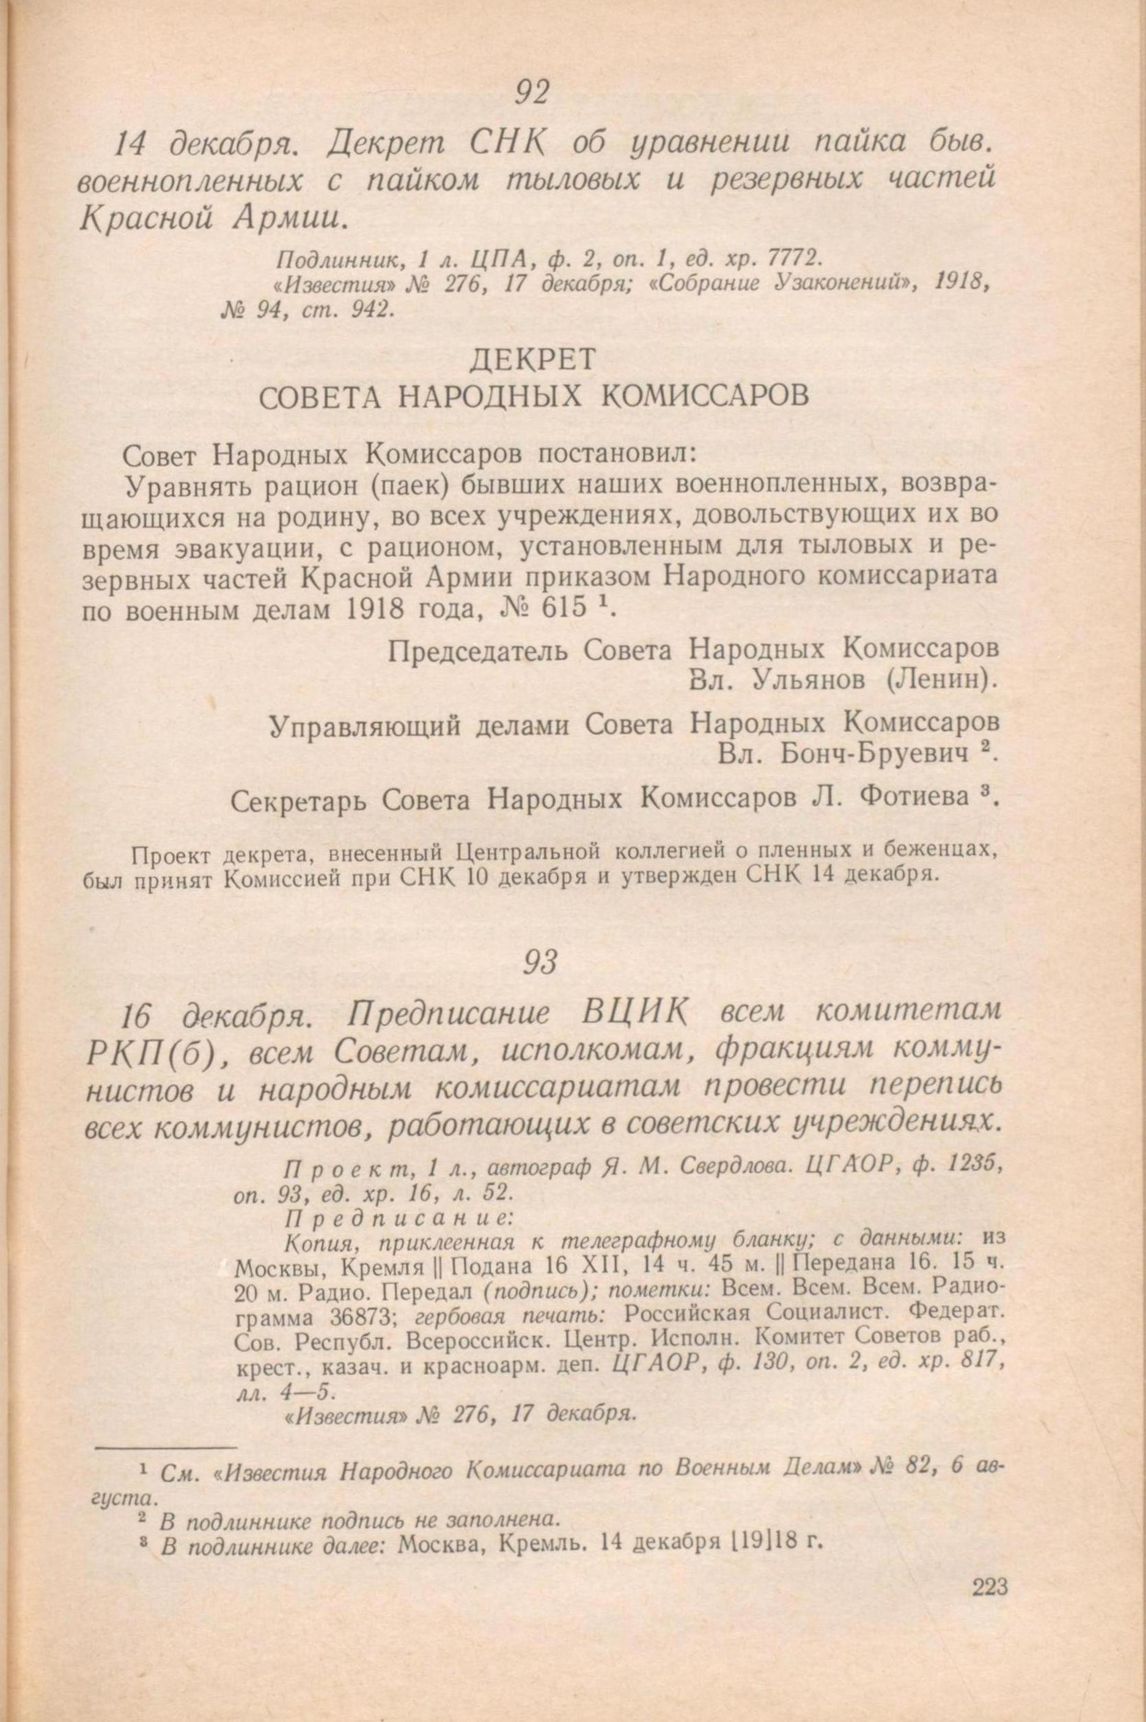 92
14 декабря. Декрет СНК об уравнении пайка быв.
военнопленных с пайком тыловых и резервных частей
Красной Армии.
Подлинник, 1 л. ЦПА, ф. 2, оп. 1, ед. хр. 7772.
«Известия» № 276, 17 декабря; «Собрание Узаконений», 1918,
№ 94, ст. 942.
ДЕКРЕТ
СОВЕТА НАРОДНЫХ КОМИССАРОВ
Совет Народных Комиссаров постановил:
Уравнять рацион (паек) бывших наших военнопленных, возвра-
щающихся на родину, во всех учреждениях, довольствующих их во
время эвакуации, с рационом, установленным для тыловых и ре-
зервных частей Красной Армии приказом Народного комиссариата
по военным делам 1918 года, № 615 ¹.
Председатель Совета Народных Комиссаров
Вл. Ульянов (Ленин).
Управляющий делами Совета Народных Комиссаров
Вл. Бонч-Бруевич ².
Секретарь Совета Народных Комиссаров Л. Фотиева ³.
Проект декрета, внесенный Центральной коллегией о пленных и беженцах,
был принят Комиссией при СНК 10 декабря и утвержден СНК 14 декабря.
93
16 декабря. Предписание ВЦИК всем комитетам
РКП(б), всем Советам, исполкомам, фракциям комму-
нистов и народным комиссариатам провести перепись
всех коммунистов, работающих в советских учреждениях.
Проект, 1 л., автограф Я. М. Свердлова. ЦГАОР, ф. 1235,
оп. 93, ед. хр. 16, л. 52.
Предписание:
Копия, приклеенная к телеграфному бланку; с данными: из
Москвы, Кремля || Подана 16 XII, 14 ч. 45 м. || Передана 16. 15 ч.
20 м. Радио. Передал (подпись); пометки: Всем. Всем. Всем. Радио-
грамма 36873; гербовая печать: Российская Социалист. Федерат.
Сов. Республ. Всероссийск. Центр. Исполн. Комитет Советов раб.,
крест., казач. и красноарм. деп. ЦГАОР, ф. 130, оп. 2, ед. хр. 817,
лл. 4—5.
«Известия» № 276, 17 декабря.
¹ См. «Известия Народного Комиссариата по Военным Делам» № 82, 6 ав-
густа.
² В подлиннике подпись не заполнена.
³ В подлиннике далее: Москва, Кремль. 14 декабря [19]18 г.
223